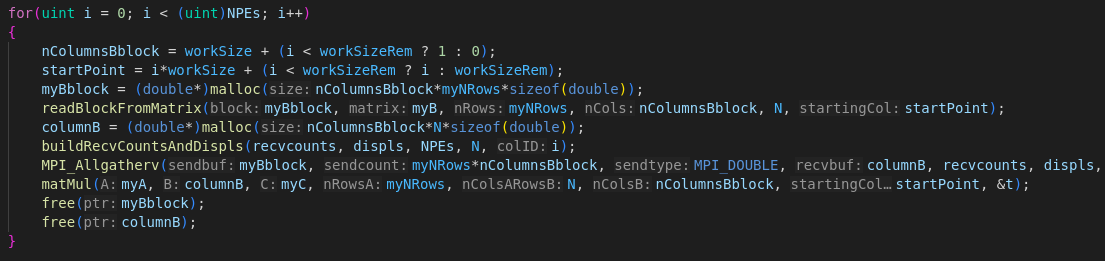 for(uint i = 0; i < (uint)NPEs; i++)
{
nColumnsBblock = workSize + (i < workSizeRem ? 1 : 0);
startPoint = i*workSize + (i < workSizeRem ? i : workSizeRem);
myBblock = (double*)malloc(size: nColumnsBblock*myNRows*sizeof(double));
readBlockFromMatrix(block: myBblock, matrix: myB, nRows: myNRows, nCols: nColumnsBblock, N, startingCol: startPoint);
columnB = (double*)malloc(size: nColumnsBblock*N*sizeof(double));
buildRecvCountsAndDispls(recvcounts, displs, NPEs, N, colID: i);
MPI_Allgatherv(sendbuf: myBblock, sendcount: myNRows*nColumnsBblock, sendtype: MPI_DOUBLE, recvbuf: columnB, recvcounts, displs,
matMul(A: myA, B: columnB, C: myC, nRowsA: myNRows, nColsARowsB: N, nColsB: nColumnsBblock, startingCol… startPoint, &t);
free(ptr: myBblock);
free(ptr: columnB);
}